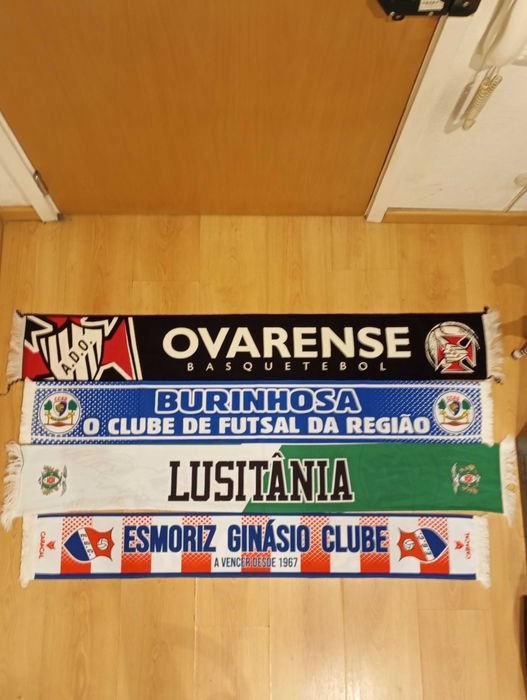 A.D.O.
OVARENSE
BASQUETEBOL
BURINHOSA
O CLUBE DE FUTSAL DA REGIÃO
LUSITÂNIA
ESMORIZ GINÁSIO CLUBE
A VENCER DESDE 1967